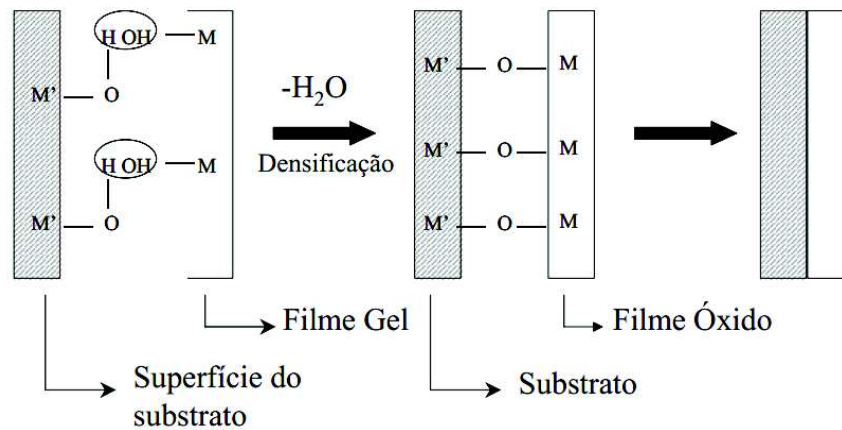 H OH — M
M' — O
H OH — M
M' — O
-H₂O
Densificação
M' — O — M
M' — O — M
M' — O — M
Filme Gel
Superfície do
substrato
Filme Óxido
Substrato